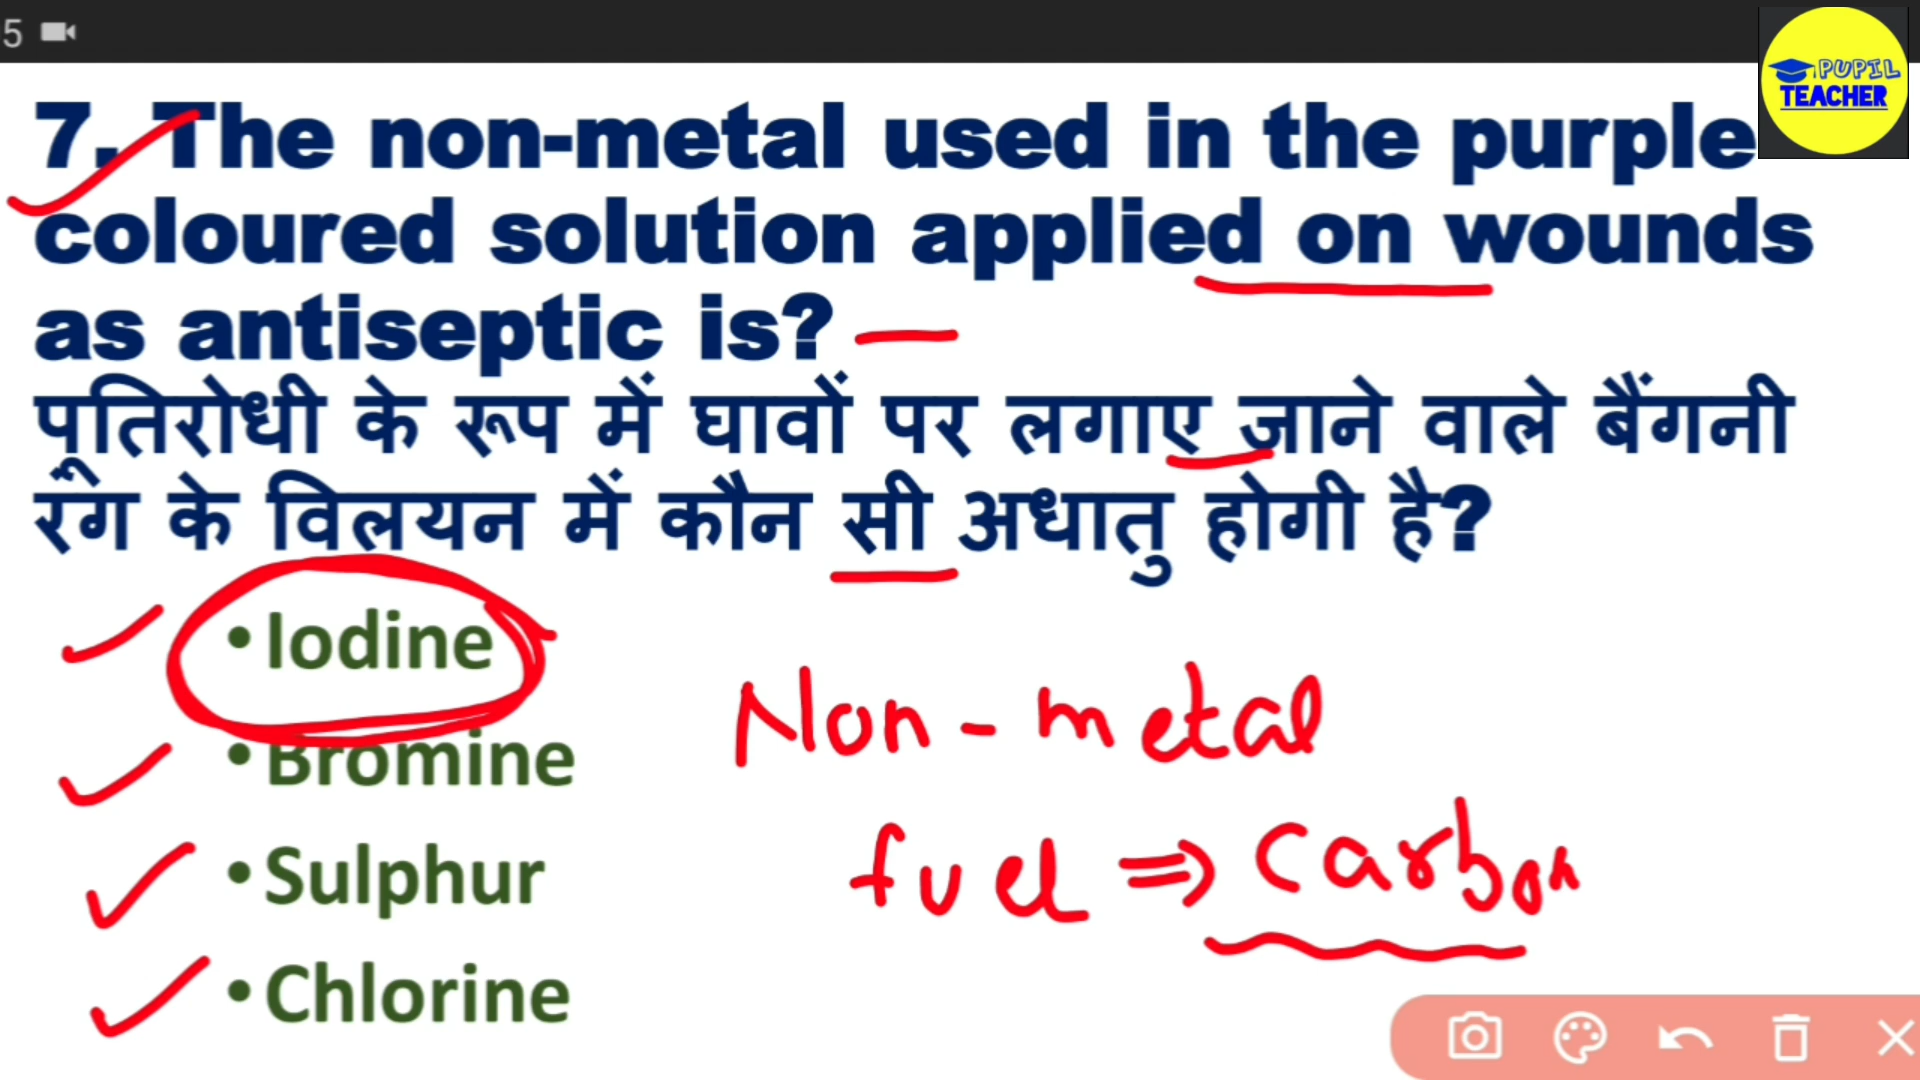 5
PUPIL
TEACHER
7. The non-metal used in the purple
coloured solution applied on wounds
as antiseptic is?
पूतिरोधी के रूप में घावों पर लगाए जाने वाले बैंगनी
रंग के विलयन में कौन सी अधातु होगी है?
• Iodine
• Bromine
• Sulphur
• Chlorine
Non-metal
fuel ⇒ Carbon